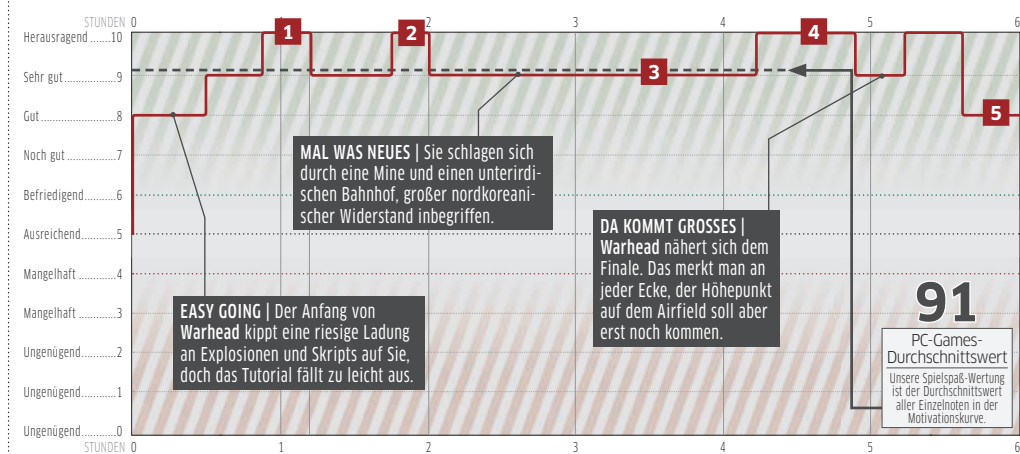 STUNDEN 0 1 2 3 4 5 6
Herausragend ...... 10
Sehr gut ................ 9
Gut ........................ 8
Noch gut ............... 7
Befriedigend ......... 6
Ausreichend .......... 5
Mangelhaft ........... 4
Mangelhaft ........... 3
Ungenügend .......... 2
Ungenügend .......... 1
Ungenügend .......... 0
STUNDEN 0 1 2 3 4 5 6
1
2
3
4
5
EASY GOING | Der Anfang von
Warhead kippt eine riesige Ladung
an Explosionen und Skripts auf Sie,
doch das Tutorial fällt zu leicht aus.
MAL WAS NEUES | Sie schlagen sich
durch eine Mine und einen unterirdi-
schen Bahnhof, großer nordkoreani-
scher Widerstand inbegriffen.
DA KOMMT GROSSES |
Warhead nähert sich dem
Finale. Das merkt man an
jeder Ecke, der Höhepunkt
auf dem Airfield soll aber
erst noch kommen.
91
PC-Games-
Durchschnittswert
Unsere Spielspaß-Wertung
ist der Durchschnittswert
aller Einzelnoten in der
Motivationskurve.